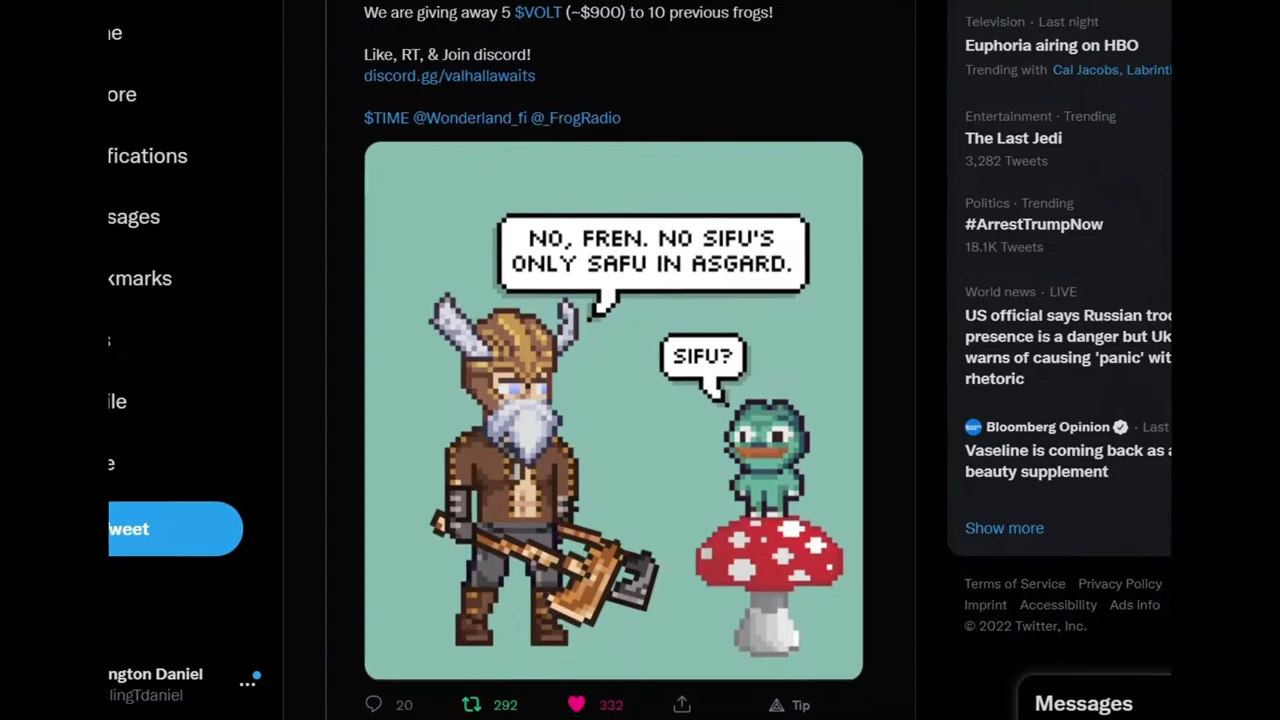 ne
We are giving away 5 $VOLT (~$900) to 10 previous frogs!
Like, RT, & Join discord!
discord.gg/valhallawaits
$TIME @Wonderland_fi @_FrogRadio
ore
fications
sages
kmarks
s
ile
e
weet
ngton Daniel
lingTdaniel
NO, FREN. NO SIFU'S
ONLY SAFU IN ASGARD.
SIFU?
20 292 332 Tip
Television · Last night
Euphoria airing on HBO
Trending with Cal Jacobs, Labrinti
Entertainment · Trending
The Last Jedi
3,282 Tweets
Politics · Trending
#ArrestTrumpNow
18.1K Tweets
World news · LIVE
US official says Russian troo
presence is a danger but Uk
warns of causing 'panic' wit
rhetoric
Bloomberg Opinion · Last
Vaseline is coming back as a
beauty supplement
Show more
Terms of Service Privacy Policy
Imprint Accessibility Ads info
© 2022 Twitter, Inc.
Messages